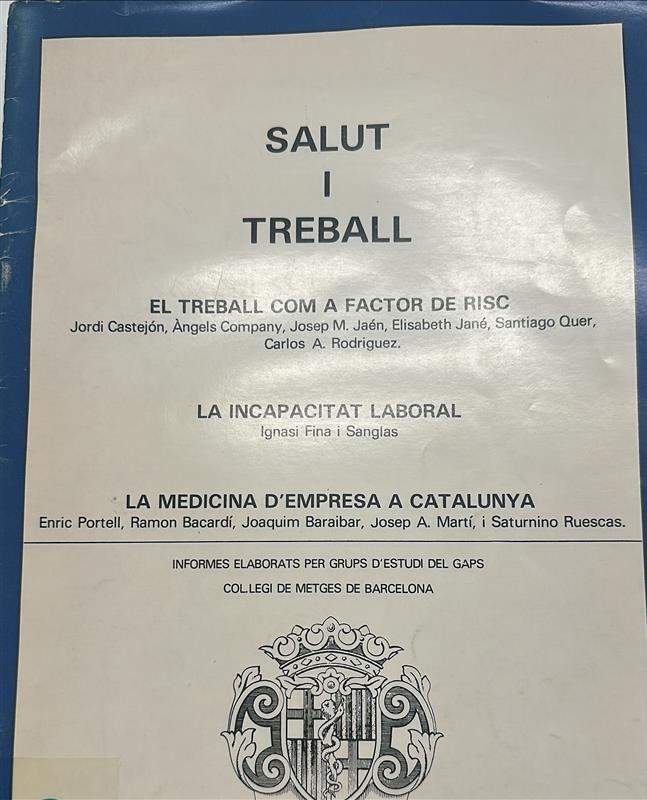 SALUT
I
TREBALL
EL TREBALL COM A FACTOR DE RISC
Jordi Castejón, Àngels Company, Josep M. Jaén, Elisabeth Jané, Santiago Quer,
Carlos A. Rodriguez.
LA INCAPACITAT LABORAL
Ignasi Fina i Sanglas
LA MEDICINA D'EMPRESA A CATALUNYA
Enric Portell, Ramon Bacardí, Joaquim Baraibar, Josep A. Martí, i Saturnino Ruescas.
INFORMES ELABORATS PER GRUPS D'ESTUDI DEL GAPS
COL.LEGI DE METGES DE BARCELONA